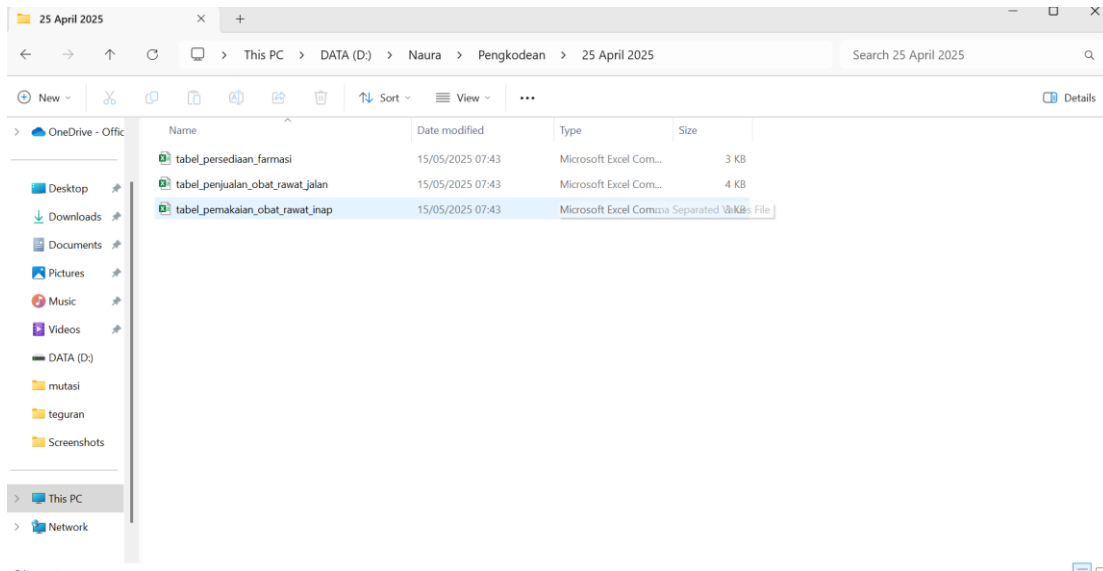 25 April 2025
This PC > DATA (D:) > Naura > Pengkodean > 25 April 2025
Search 25 April 2025
New
Sort
View
Details
OneDrive - Offic
Desktop
Downloads
Documents
Pictures
Music
Videos
DATA (D:)
mutasi
teguran
Screenshots
This PC
Network
Name Date modified Type Size
tabel_persediaan_farmasi 15/05/2025 07:43 Microsoft Excel Com... 3 KB
tabel_penjualan_obat_rawat_jalan 15/05/2025 07:43 Microsoft Excel Com... 4 KB
tabel_pemakaian_obat_rawat_inap 15/05/2025 07:43 Microsoft Excel Comma Separated Values File